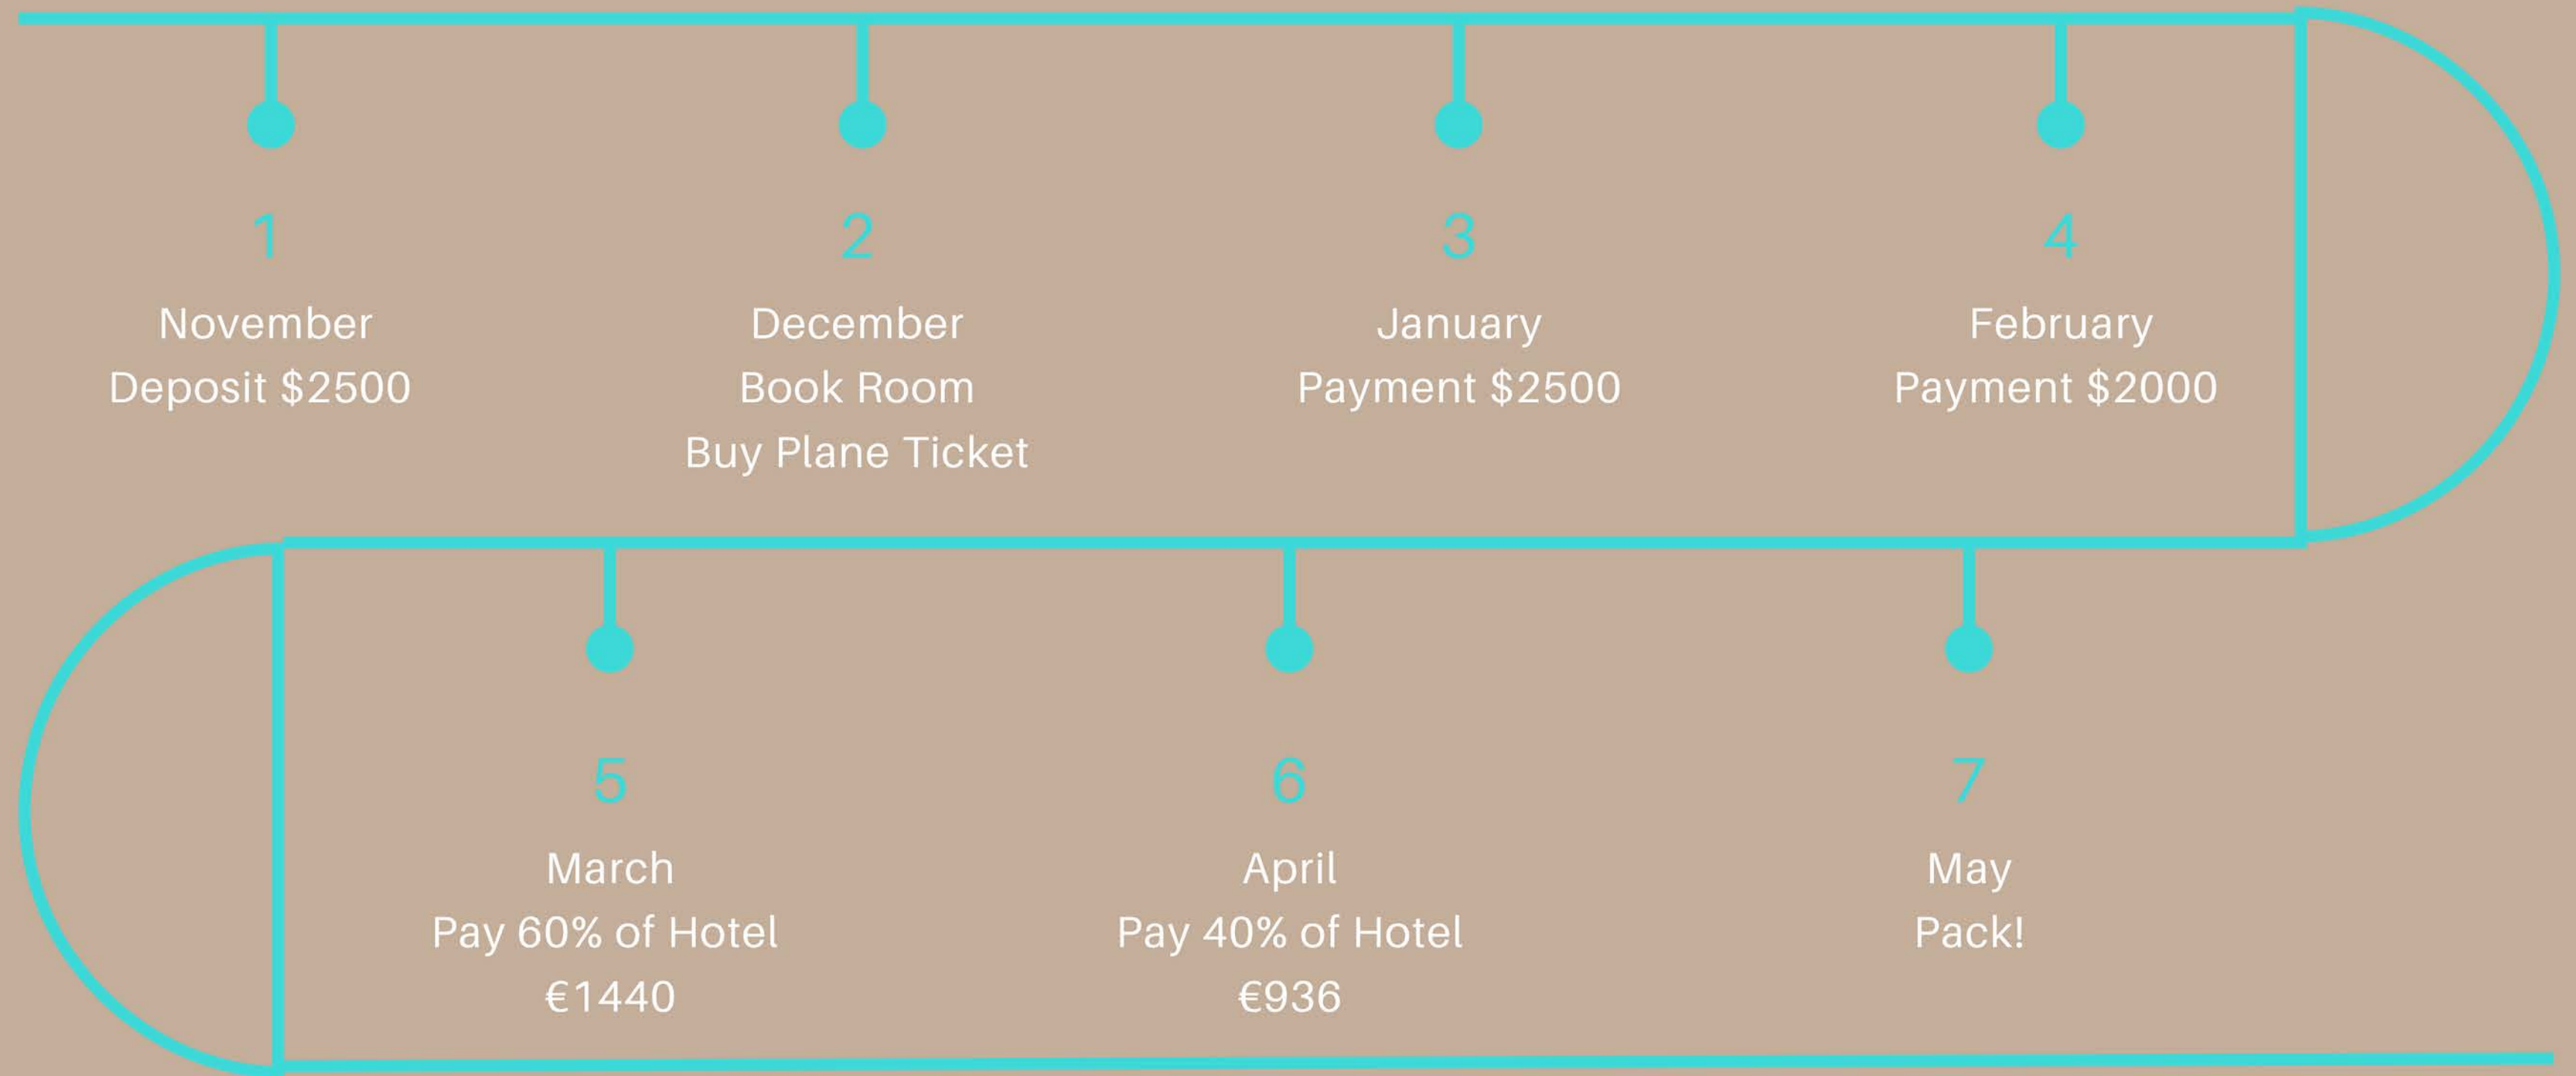 1
November
Deposit $2500
2
December
Book Room
Buy Plane Ticket
3
January
Payment $2500
4
February
Payment $2000
5
March
Pay 60% of Hotel
€1440
6
April
Pay 40% of Hotel
€936
7
May
Pack!